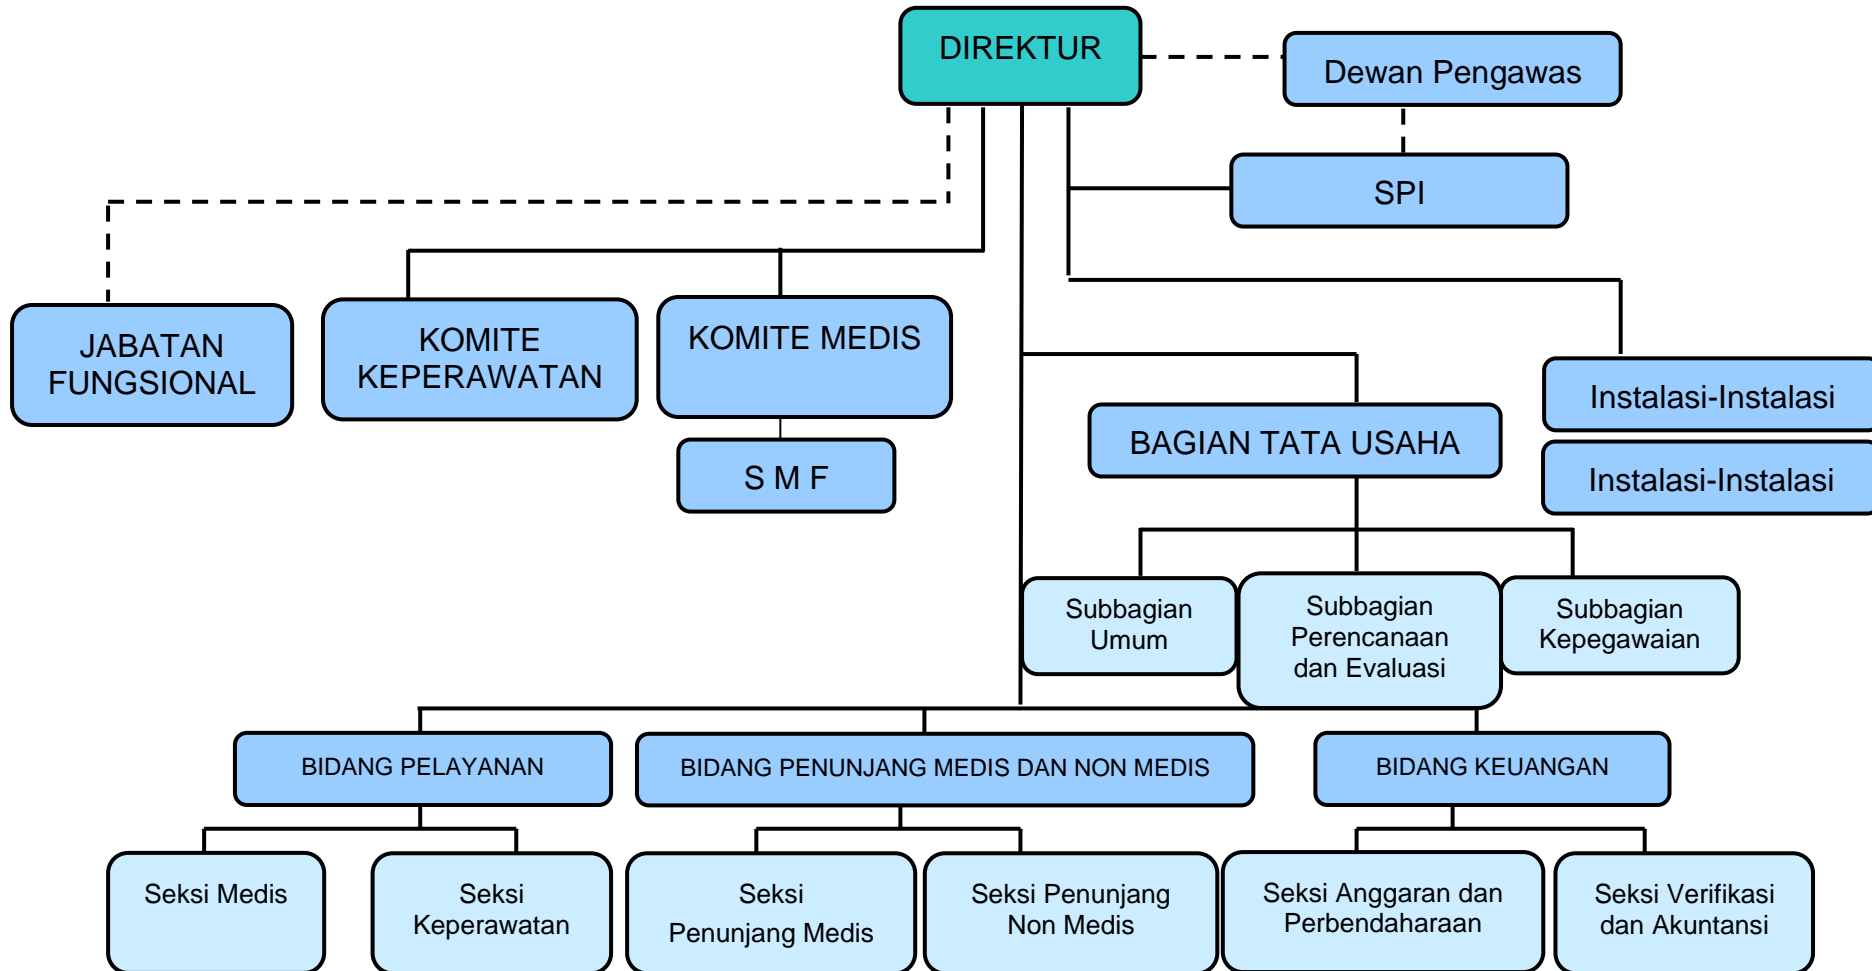 DIREKTUR
Dewan Pengawas
SPI
JABATAN
FUNGSIONAL
KOMITE
KEPERAWATAN
KOMITE MEDIS
S M F
Instalasi-Instalasi
Instalasi-Instalasi
BAGIAN TATA USAHA
Subbagian
Umum
Subbagian
Perencanaan
dan Evaluasi
Subbagian
Kepegawaian
BIDANG PELAYANAN
BIDANG PENUNJANG MEDIS DAN NON MEDIS
BIDANG KEUANGAN
Seksi Medis
Seksi
Keperawatan
Seksi
Penunjang Medis
Seksi Penunjang
Non Medis
Seksi Anggaran dan
Perbendaharaan
Seksi Verifikasi
dan Akuntansi